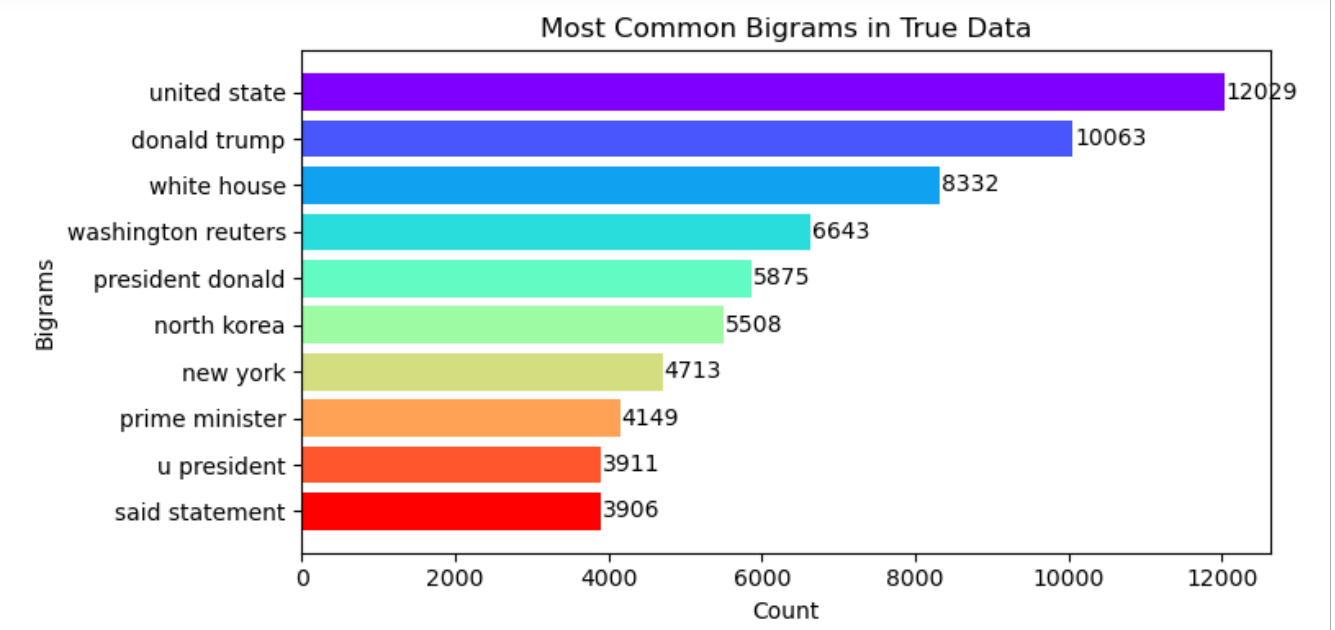 Most Common Bigrams in True Data
united state 12029
donald trump 10063
white house 8332
washington reuters 6643
president donald 5875
north korea 5508
new york 4713
prime minister 4149
u president 3911
said statement 3906
Bigrams
0 2000 4000 6000 8000 10000 12000
Count